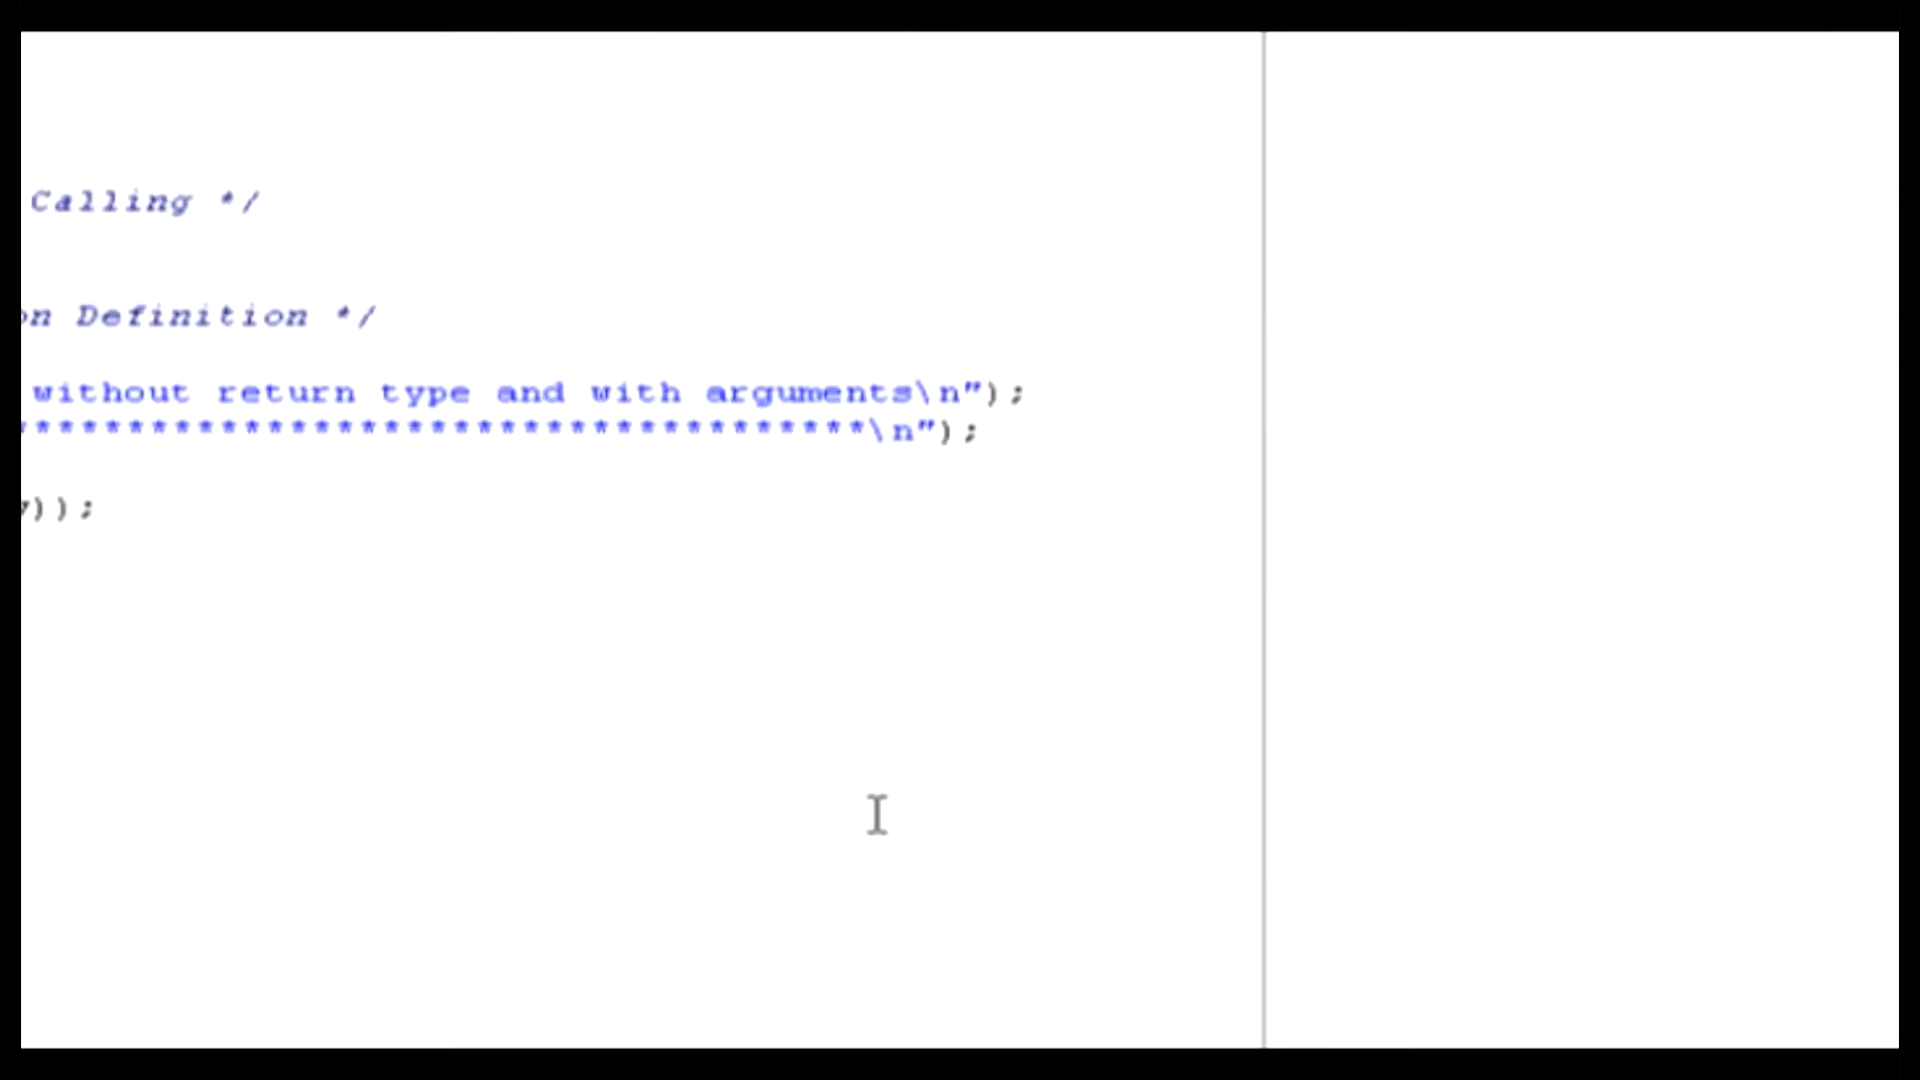 Calling */
on Definition */
without return type and with arguments\n");
************************************\n");
));